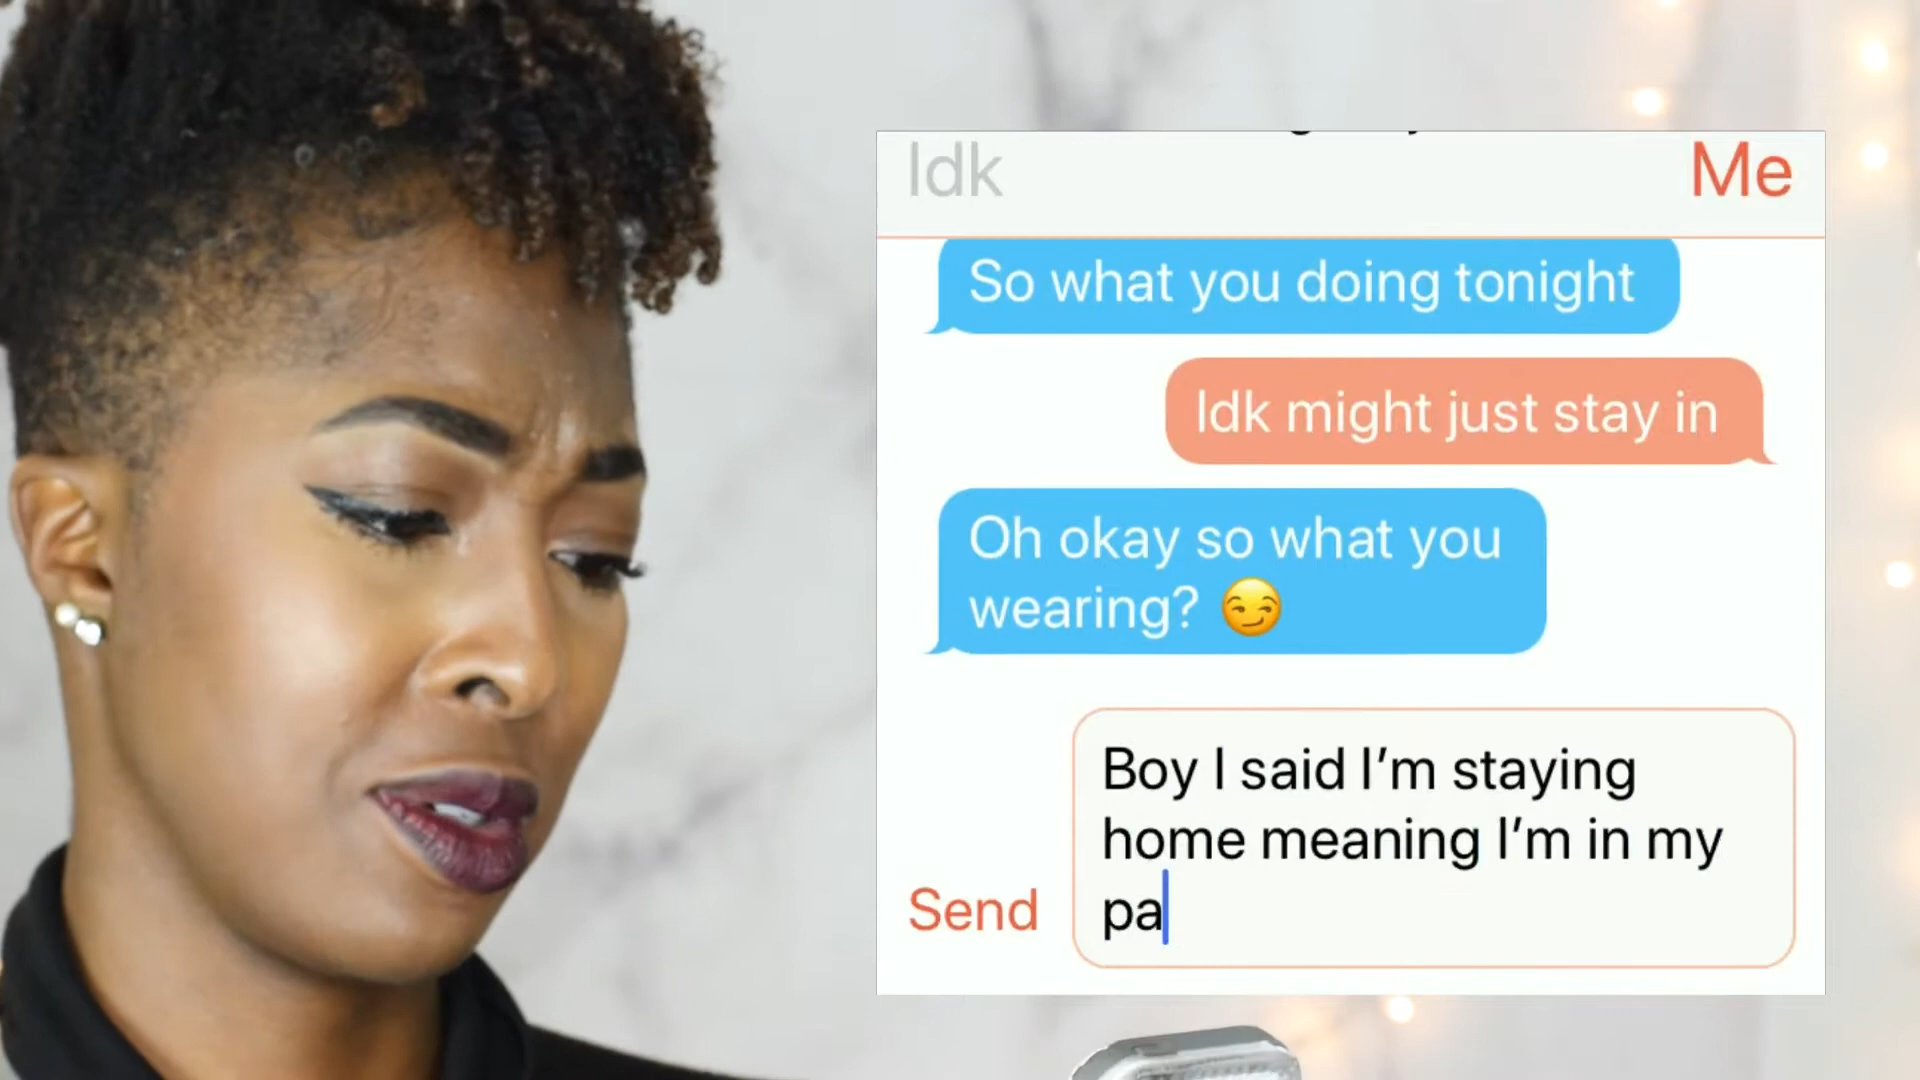 Idk
Me
So what you doing tonight
Idk might just stay in
Oh okay so what you
wearing? 😏
Boy I said I’m staying
home meaning I’m in my
pa
Send